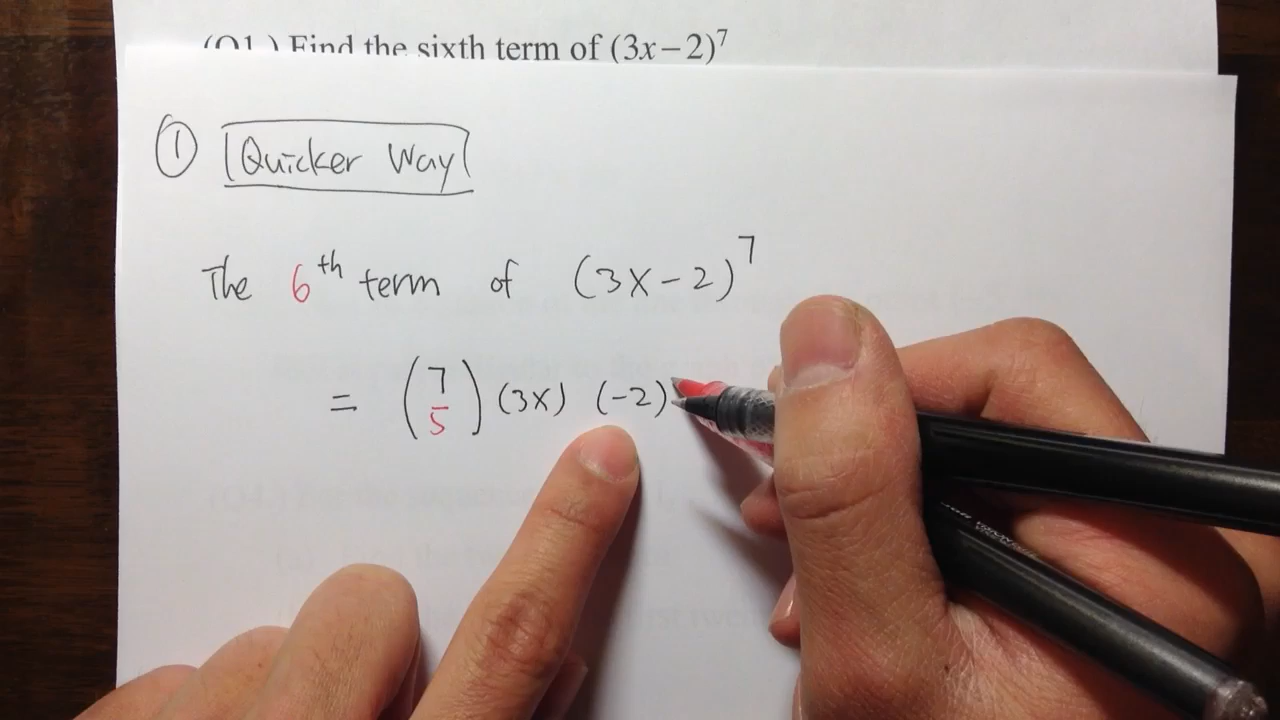 (Q1.) Find the sixth term of (3x−2)⁷
① Quicker Way
The 6th term of (3x-2)⁷
= (7 5) (3x) (-2)